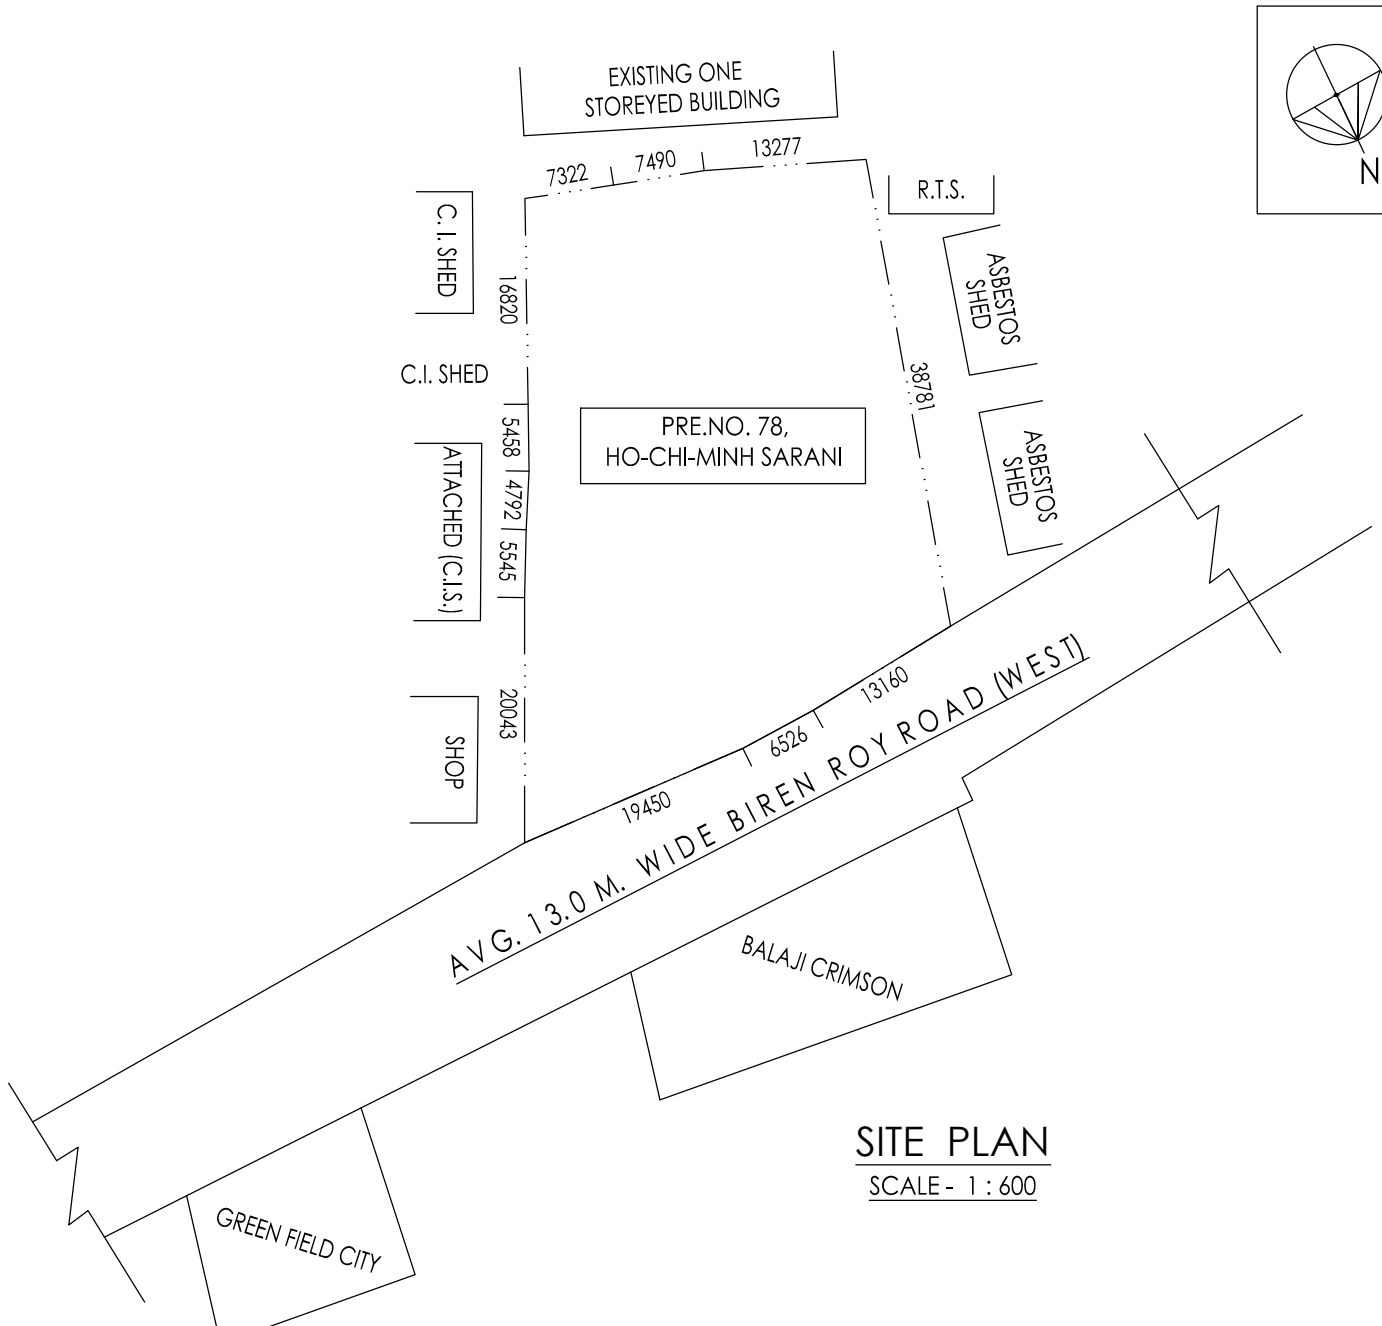 EXISTING ONE
STOREYED BUILDING
N
7322
7490
13277
R.T.S.
C. I. SHED
16820
ASBESTOS
SHED
C.I. SHED
38781
5458
PRE.NO. 78,
HO-CHI-MINH SARANI
ASBESTOS
SHED
ATTACHED (C.I.S.)
4792
5545
20043
SHOP
13160
6526
19450
AVG. 13.0 M. WIDE BIREN ROY ROAD (WEST)
BALAJI CRIMSON
SITE PLAN
SCALE - 1 : 600
GREEN FIELD CITY